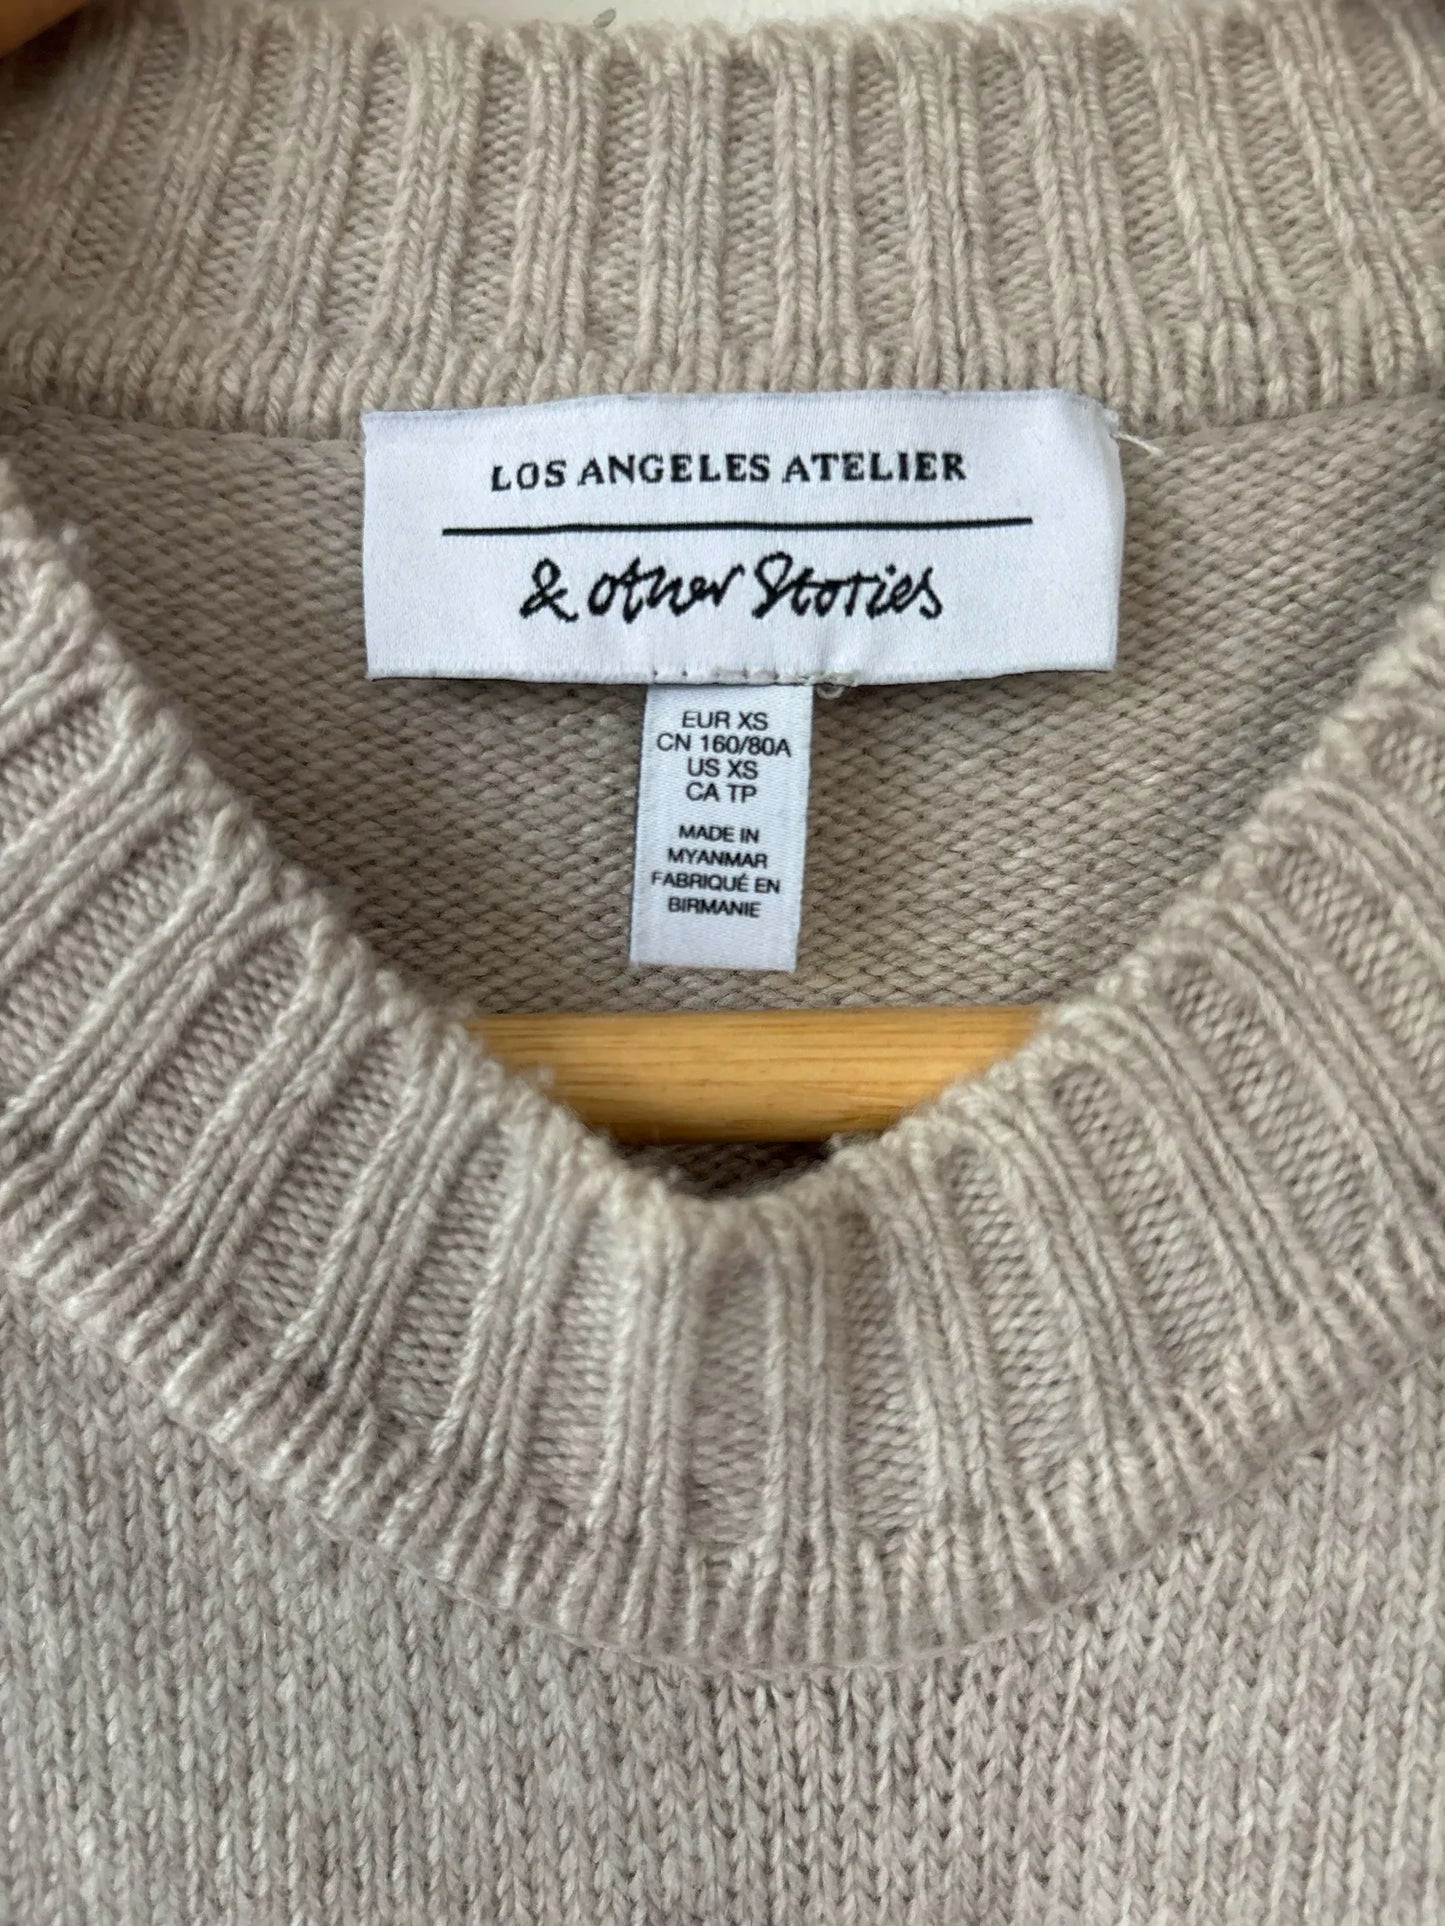 LOS ANGELES ATELIER
& other Stories
EUR XS
CN 160/80A
US XS
CA TP
MADE IN
MYANMAR
FABRIQUÉ EN
BIRMANIE